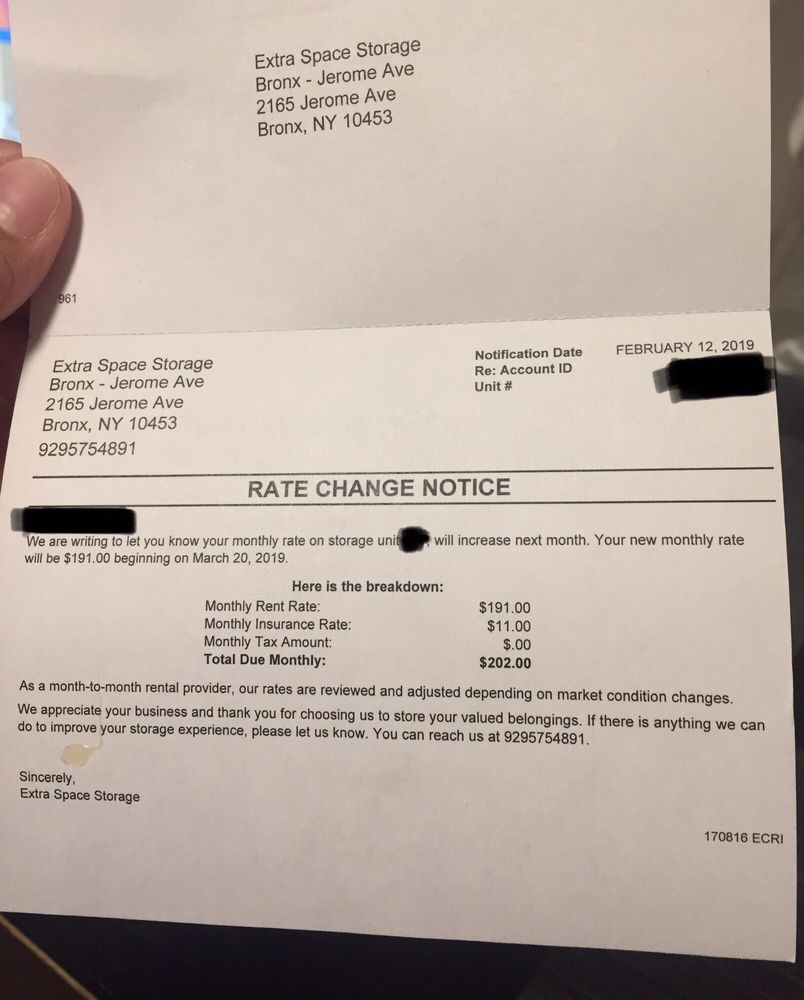 Extra Space Storage
Bronx - Jerome Ave
2165 Jerome Ave
Bronx, NY 10453
961
Extra Space Storage
Bronx - Jerome Ave
2165 Jerome Ave
Bronx, NY 10453
9295754891
Notification Date FEBRUARY 12, 2019
Re: Account ID
Unit #
RATE CHANGE NOTICE
We are writing to let you know your monthly rate on storage unit will increase next month. Your new monthly rate
will be $191.00 beginning on March 20, 2019.
Here is the breakdown:
Monthly Rent Rate: $191.00
Monthly Insurance Rate: $11.00
Monthly Tax Amount: $.00
Total Due Monthly: $202.00
As a month-to-month rental provider, our rates are reviewed and adjusted depending on market condition changes.
We appreciate your business and thank you for choosing us to store your valued belongings. If there is anything we can
do to improve your storage experience, please let us know. You can reach us at 9295754891.
Sincerely,
Extra Space Storage
170816 ECRI